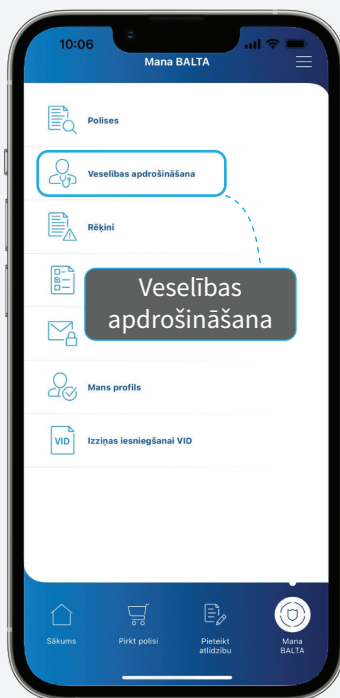 10:06
Mana BALTA
Polises
Veselības apdrošināšana
Rēķini
Veselības
apdrošināšana
Mans profils
VID
Izziņas iesniegšanai VID
Sākums
Pirkt polisi
Pieteikt
atlīdzību
Mana
BALTA